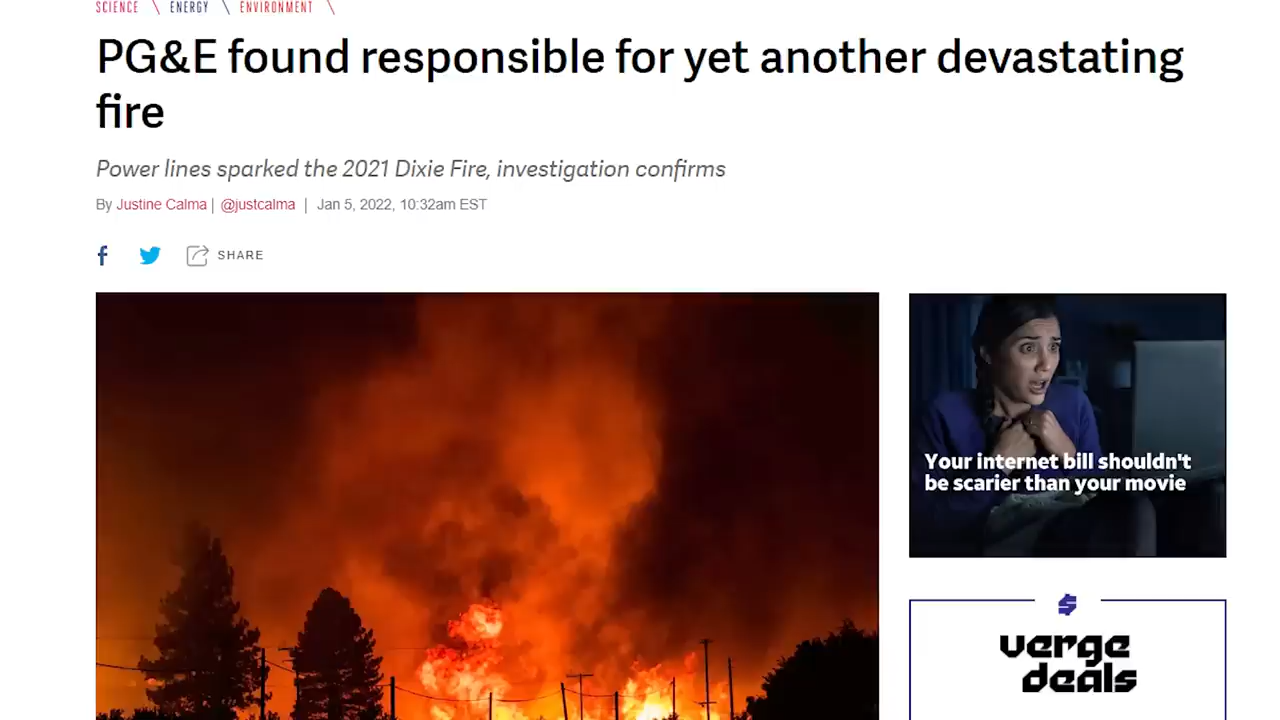 SCIENCE \ ENERGY \ ENVIRONMENT \
PG&E found responsible for yet another devastating
fire
Power lines sparked the 2021 Dixie Fire, investigation confirms
By Justine Calma | @justcalma | Jan 5, 2022, 10:32am EST
SHARE
Your internet bill shouldn't
be scarier than your movie
verge
deals